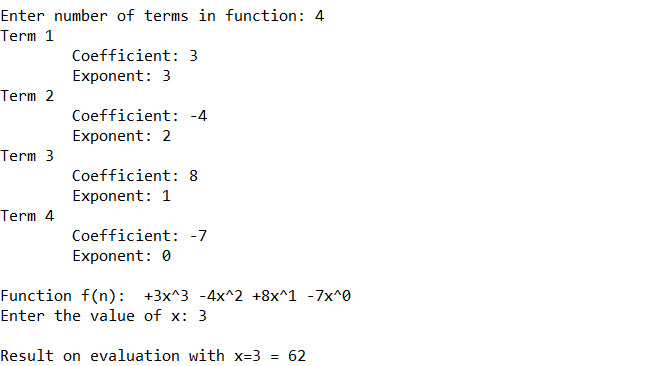 Enter number of terms in function: 4
Term 1
Coefficient: 3
Exponent: 3
Term 2
Coefficient: -4
Exponent: 2
Term 3
Coefficient: 8
Exponent: 1
Term 4
Coefficient: -7
Exponent: 0
Function f(n):  +3x^3 -4x^2 +8x^1 -7x^0
Enter the value of x: 3
Result on evaluation with x=3 = 62